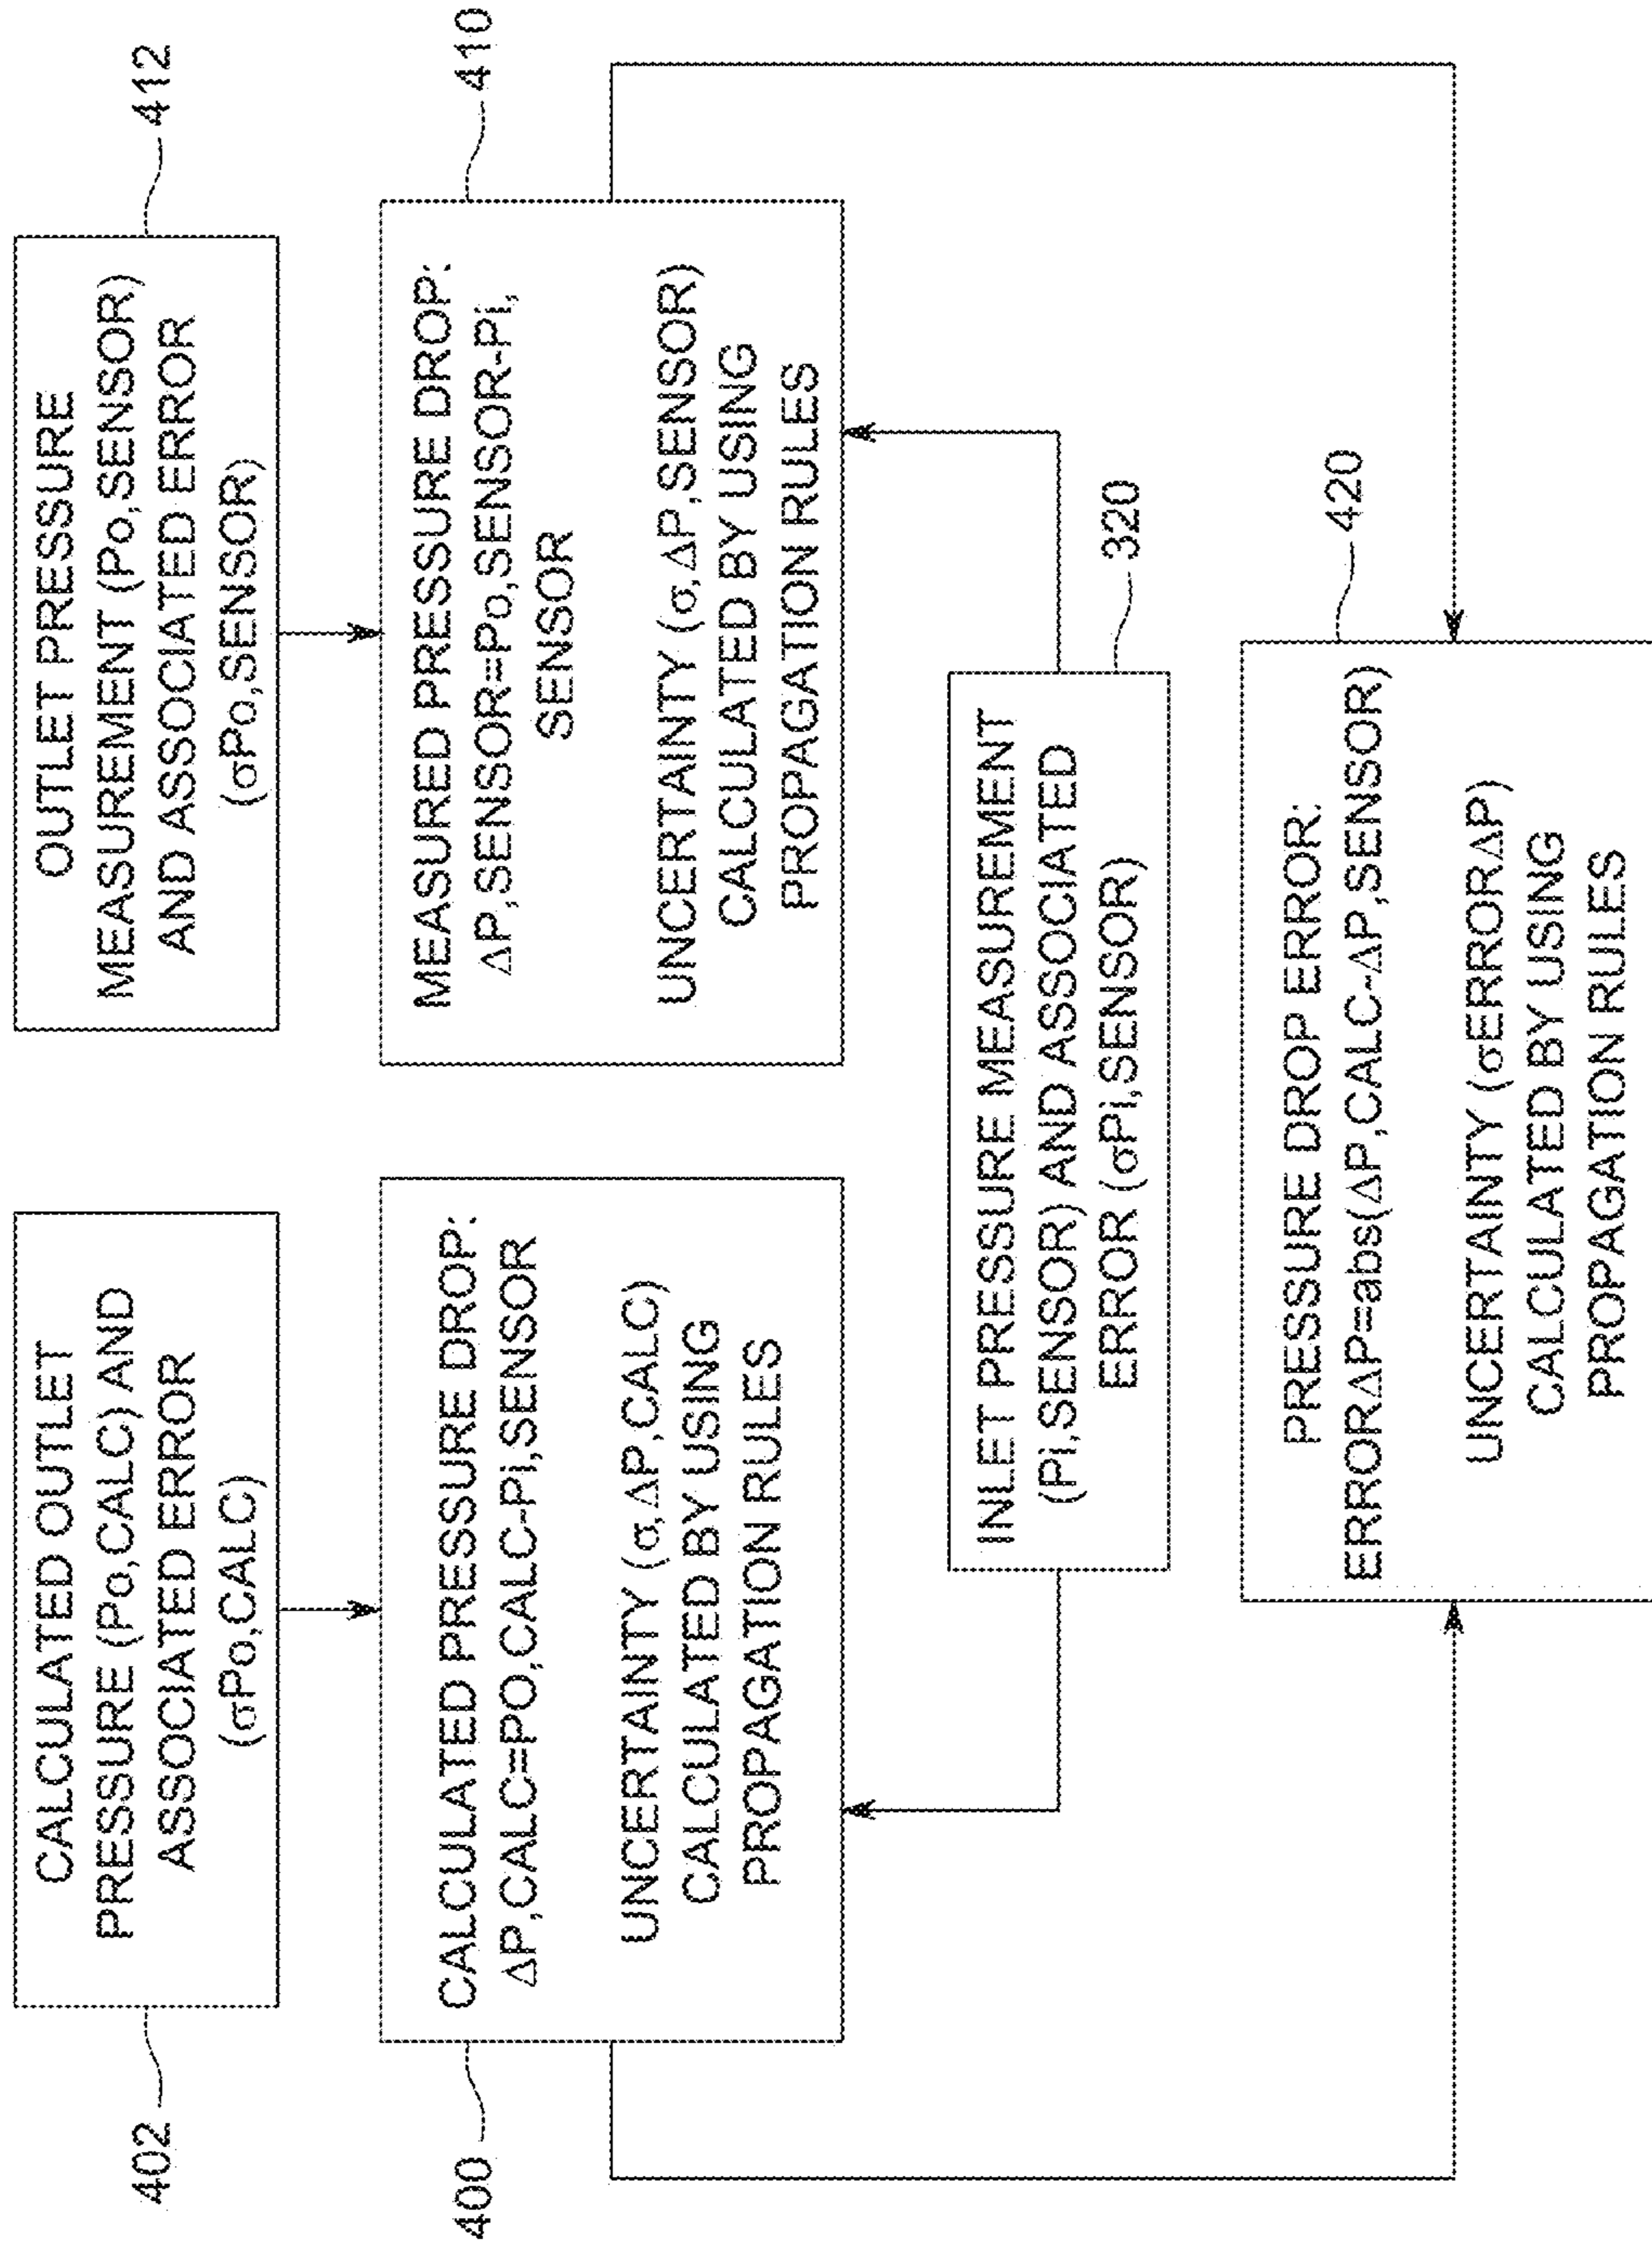 402
CALCULATED OUTLET
PRESSURE (Po,CALC) AND
ASSOCIATED ERROR
(σPo,CALC)
OUTLET PRESSURE
MEASUREMENT (Po,SENSOR)
AND ASSOCIATED ERROR
(σPo,SENSOR)
412
400
CALCULATED PRESSURE DROP:
ΔP,CALC=PO,CALC-Pi,SENSOR
UNCERTAINTY (σ,ΔP,CALC)
CALCULATED BY USING
PROPAGATION RULES
MEASURED PRESSURE DROP:
ΔP,SENSOR=Po,SENSOR-Pi,
SENSOR
UNCERTAINTY (σ,ΔP,SENSOR)
CALCULATED BY USING
PROPAGATION RULES
410
INLET PRESSURE MEASUREMENT
(Pi,SENSOR) AND ASSOCIATED
ERROR (σPi,SENSOR)
320
PRESSURE DROP ERROR:
ERRORΔP=abs(ΔP,CALC-ΔP,SENSOR)
UNCERTAINTY (σERRORΔP)
CALCULATED BY USING
PROPAGATION RULES
420